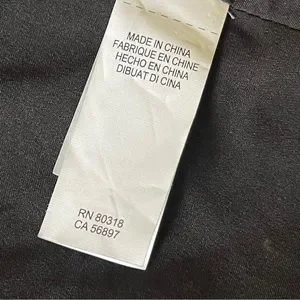 MADE IN CHINA
FABRIQUE EN CHINE
HECHO EN CHINA
DIBUAT DI CINA
RN 80318
CA 56897